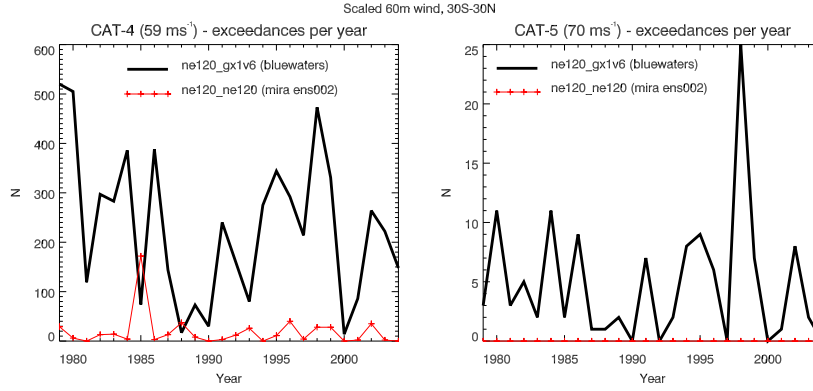 Scaled 60m wind, 30S-30N
CAT-4 (59 ms⁻¹) - exceedances per year
600
500
400
300
200
100
0
N
ne120_gx1v6 (bluewaters)
ne120_ne120 (mira ens002)
1980
1985
1990
1995
2000
Year
CAT-5 (70 ms⁻¹) - exceedances per year
25
20
15
10
5
0
N
ne120_gx1v6 (bluewaters)
ne120_ne120 (mira ens002)
1980
1985
1990
1995
2000
Year